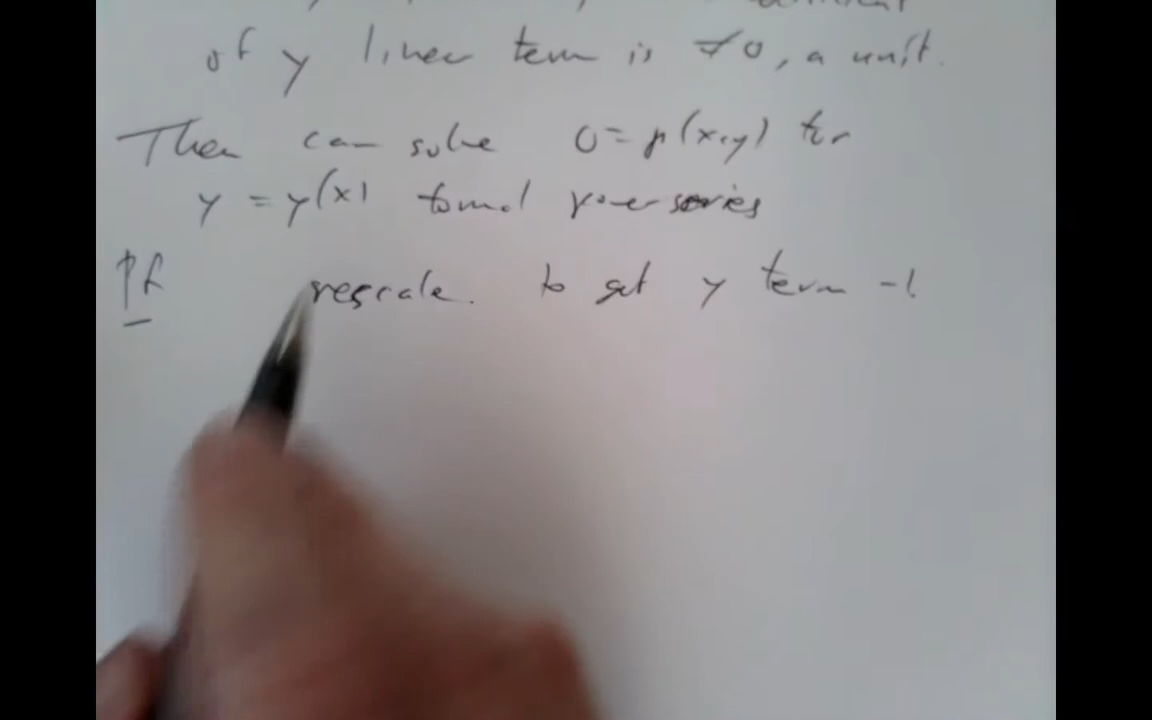 of y linear term is ≠0, a unit.
Then can solve 0=p(x,y) for
y = y(x) formal power series
Pf rescale. to get y term -1